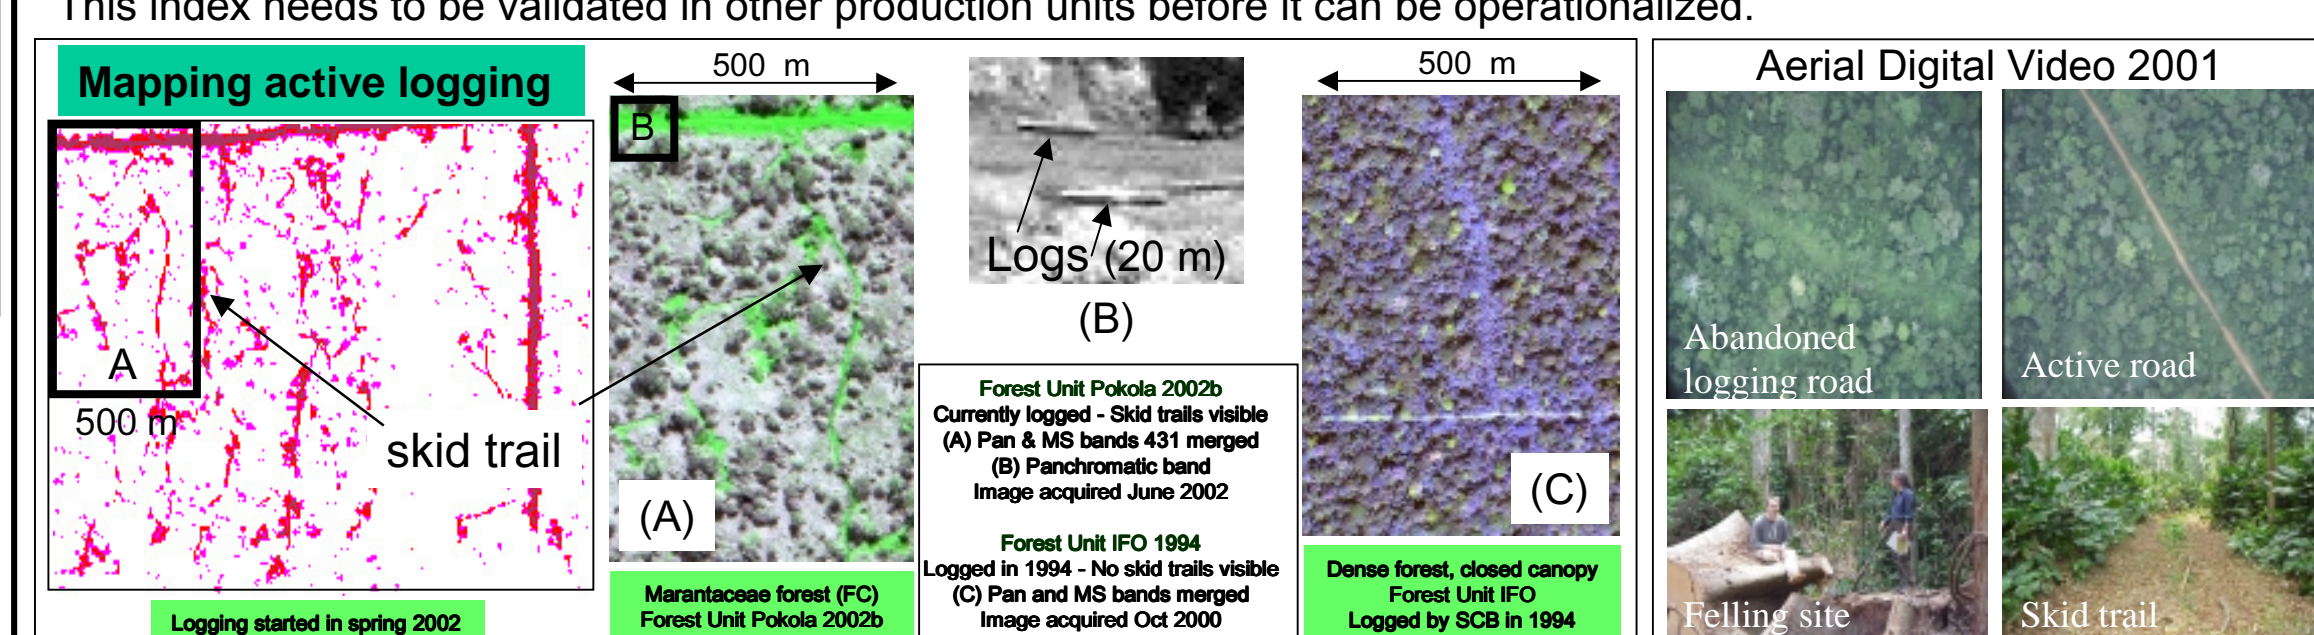 This index needs to be validated in other production units before it can be operationalized.
Mapping active logging
A
500 m
skid trail
Logging started in spring 2002
500 m
B
(A)
Marantaceae forest (FC)
Forest Unit Pokola 2002b
Logs (20 m)
(B)
Forest Unit Pokola 2002b
Currently logged - Skid trails visible
(A) Pan & MS bands 431 merged
(B) Panchromatic band
Image acquired June 2002
Forest Unit IFO 1994
Logged in 1994 - No skid trails visible
(C) Pan and MS bands merged
Image acquired Oct 2000
500 m
(C)
Dense forest, closed canopy
Forest Unit IFO
Logged by SCB in 1994
Aerial Digital Video 2001
Abandoned
logging road
Active road
Felling site
Skid trail